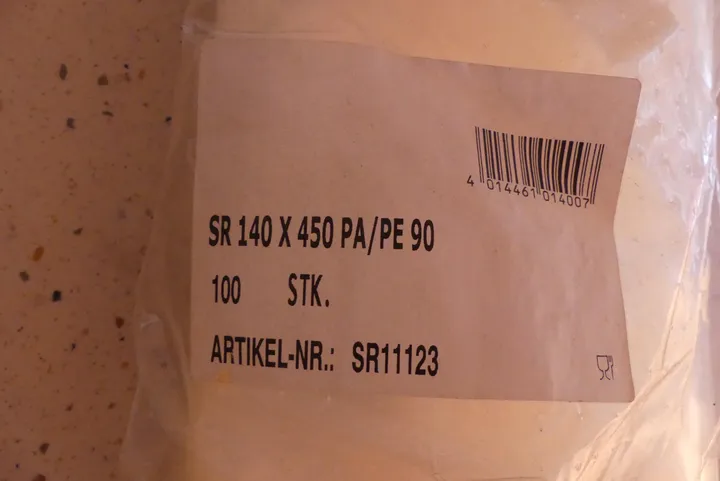 4 014461 014007
SR 140 X 450 PA/PE 90
100 STK.
ARTIKEL-NR.: SR11123